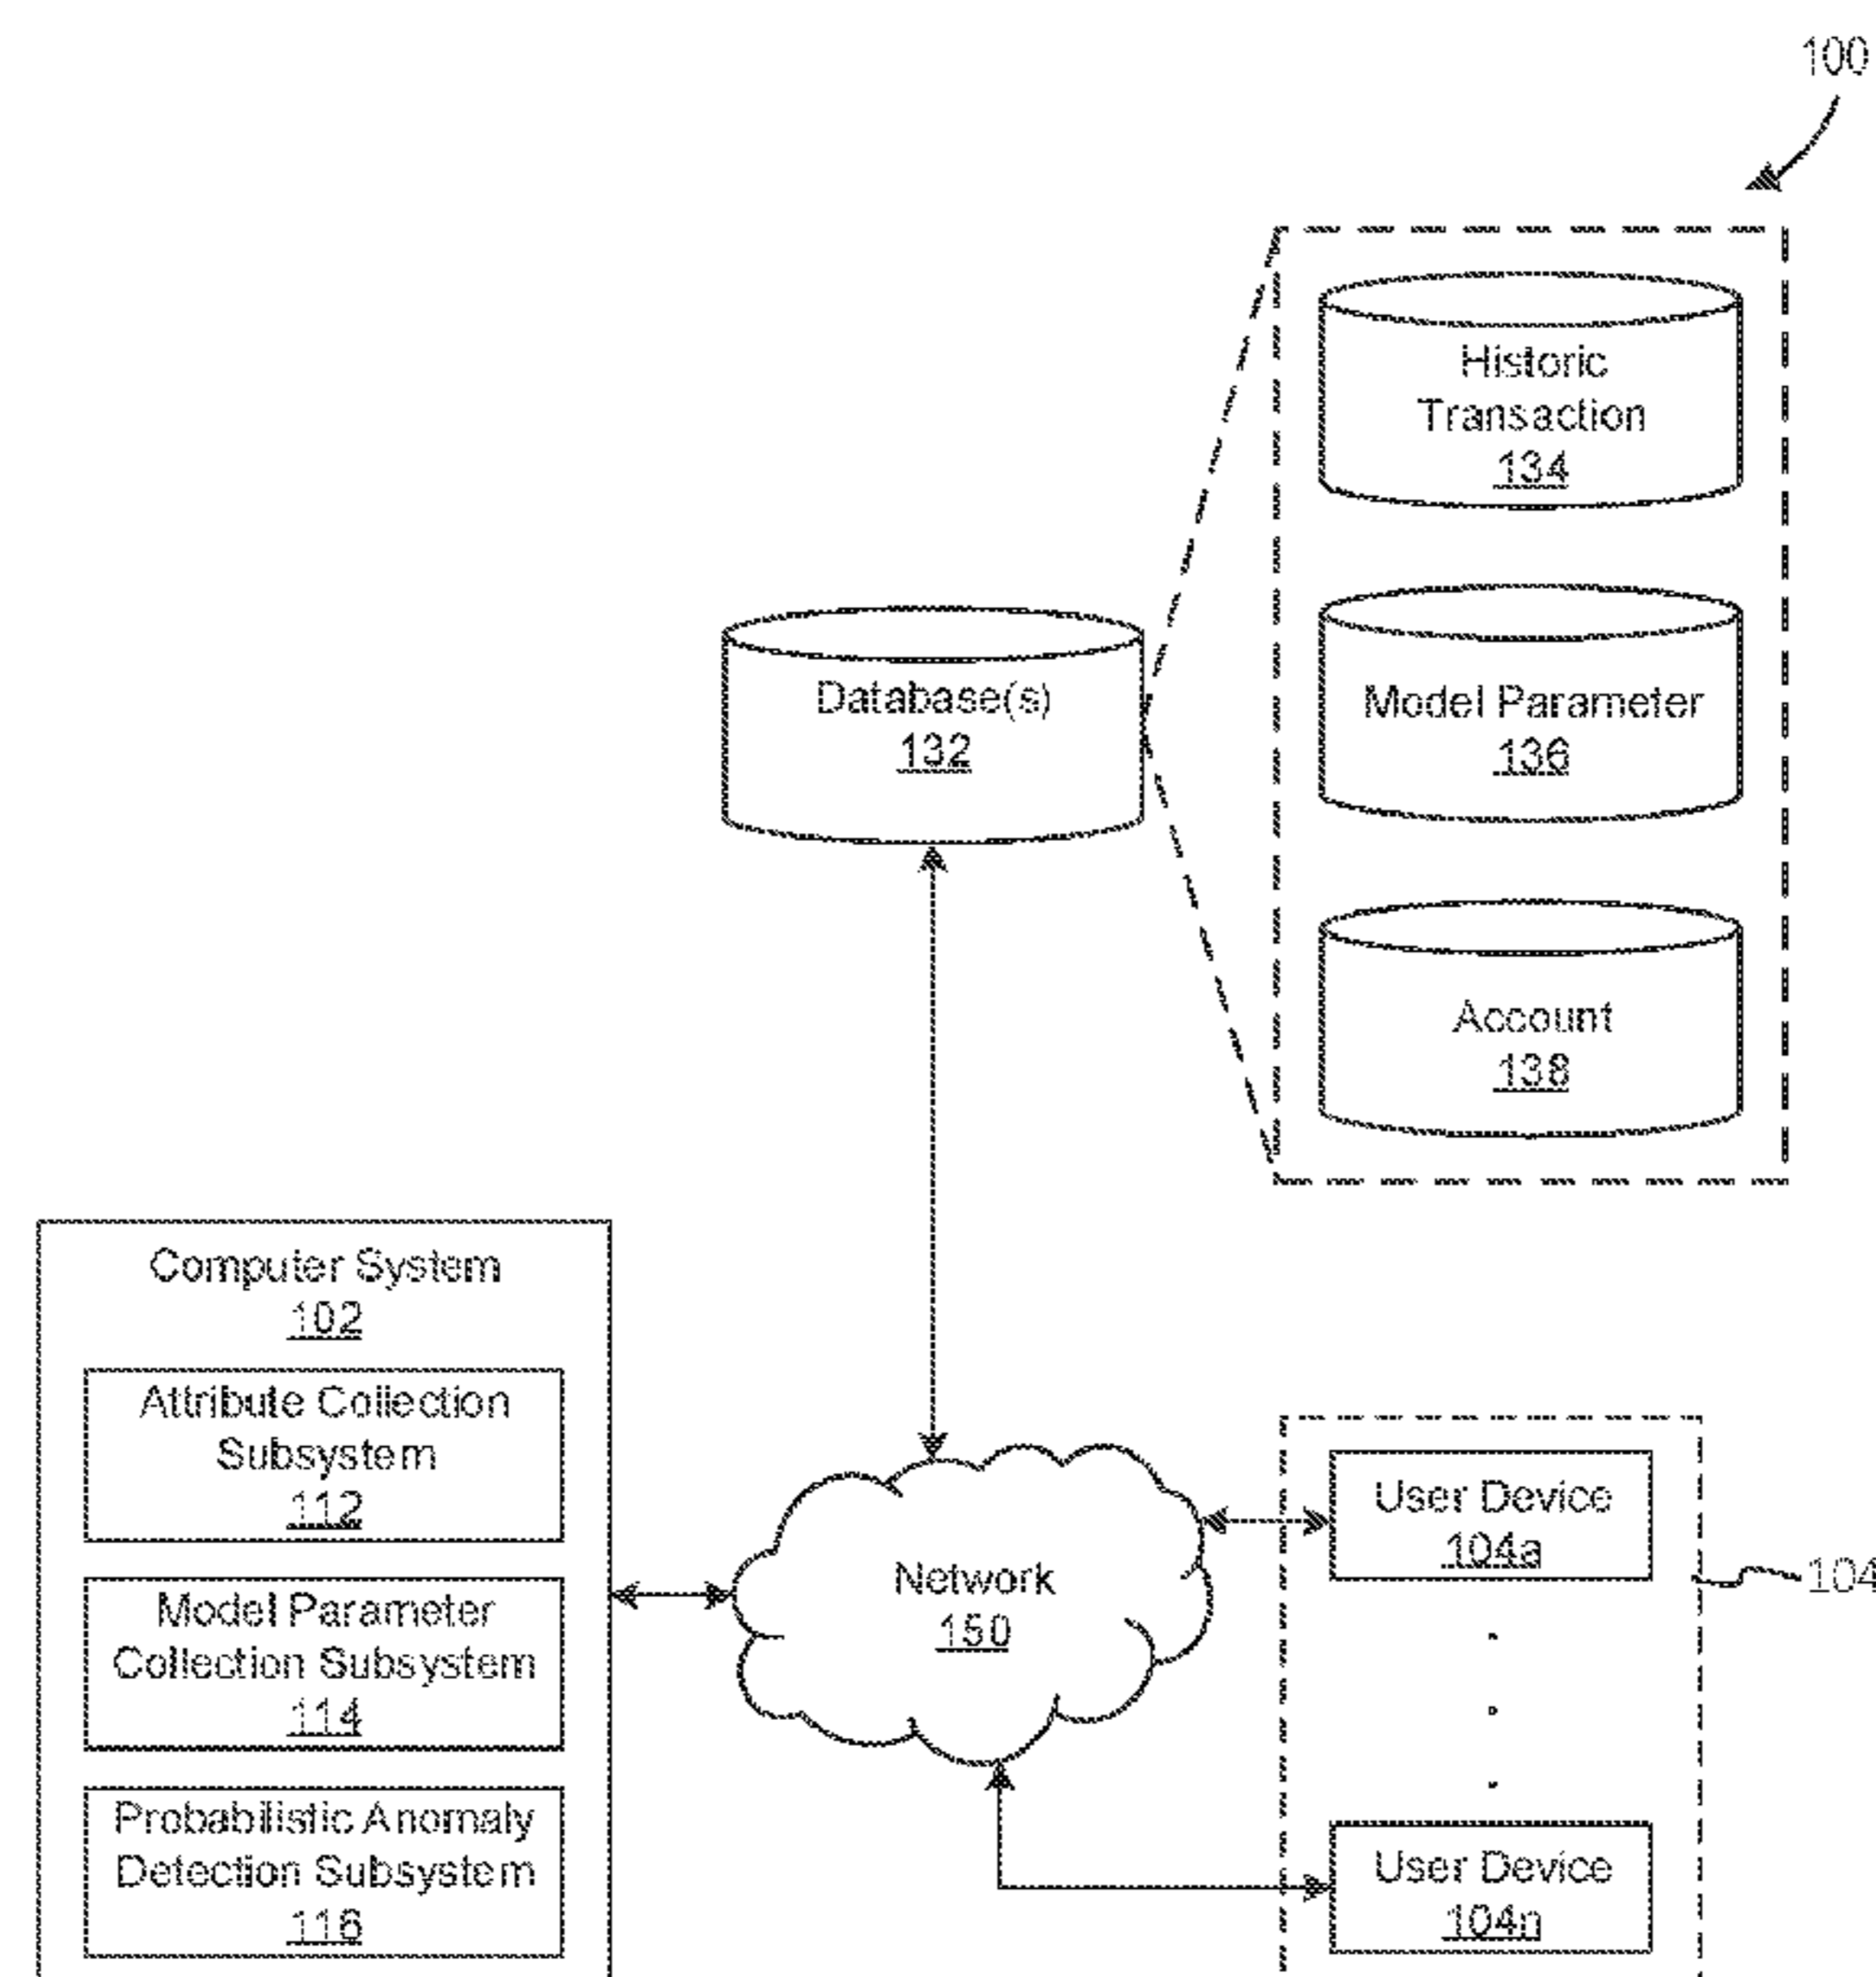 100
Historic
Transaction
134
Database(s)
132
Model Parameter
136
Account
138
Computer System
102
Attribute Collection
Subsystem
112
Model Parameter
Collection Subsystem
114
Probabilistic Anomaly
Detection Subsystem
116
Network
150
User Device
104a
104
User Device
104n